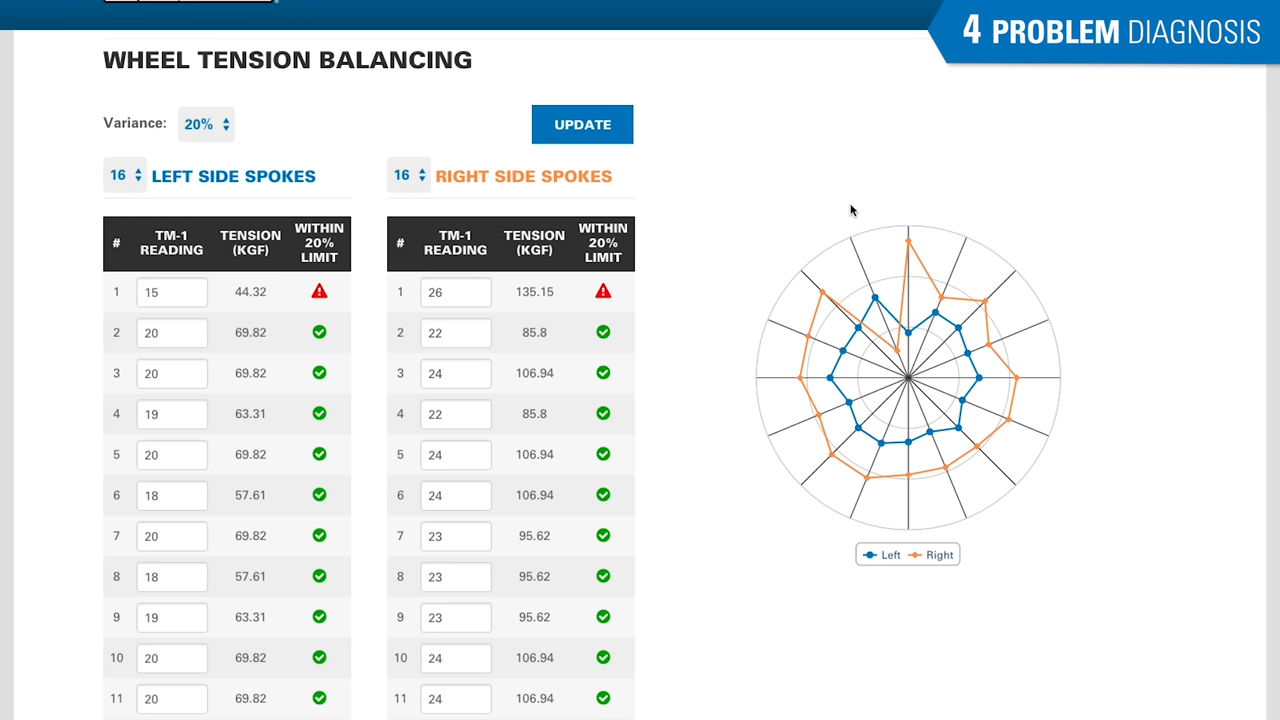 4 PROBLEM DIAGNOSIS
WHEEL TENSION BALANCING
Variance: 20% UPDATE
16 LEFT SIDE SPOKES 16 RIGHT SIDE SPOKES
# TM-1 READING TENSION (KGF) WITHIN 20% LIMIT # TM-1 READING TENSION (KGF) WITHIN 20% LIMIT
1 15 44.32 1 26 135.15
2 20 69.82 2 22 85.8
3 20 69.82 3 24 106.94
4 19 63.31 4 22 85.8
5 20 69.82 5 24 106.94
6 18 57.61 6 24 106.94
7 20 69.82 7 23 95.62
8 18 57.61 8 23 95.62
9 19 63.31 9 23 95.62
10 20 69.82 10 24 106.94
11 20 69.82 11 24 106.94
Left Right